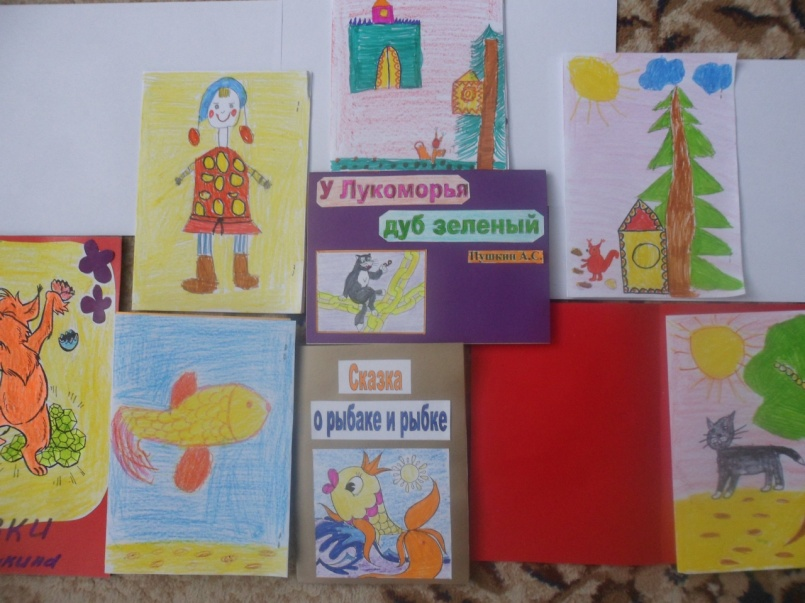 У Лукоморья
дуб зеленый
Пушкин А.С.
Сказка
о рыбаке и рыбке